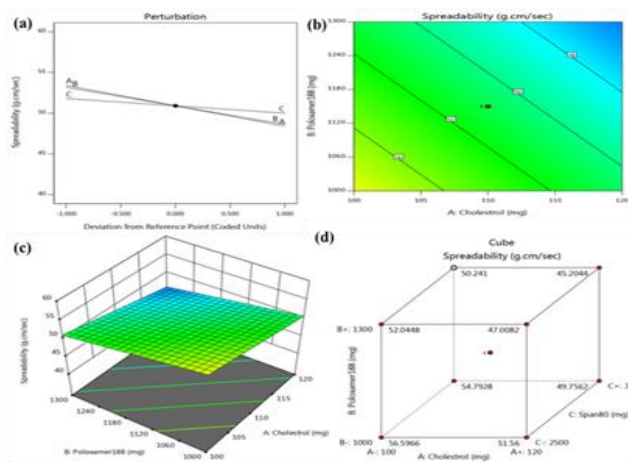 (a)
Perturbation
Spreadability (g.cm/sec)
60
50
40
A B
C
C
B A
-1.000
-0.500
0.000
0.500
1.000
Deviation from Reference Point (Coded Units)
(b)
Spreadability (g.cm/sec)
B: Poloxamer188 (mg)
1300
1240
1180
1120
1060
1000
100
105
110
115
120
A: Cholestrol (mg)
(c)
Spreadability (g.cm/sec)
60
55
50
45
40
1300
1240
1180
1120
1060
1000
B: Poloxamer188 (mg)
120
115
110
105
100
A: Cholestrol (mg)
(d)
Cube
Spreadability (g.cm/sec)
50.241
45.2044
B+: 1300
52.0448
47.0082
B: Poloxamer188 (mg)
54.7928
49.7562
C: Span80 (mg)
B-: 1000
56.5966
51.56
C-: 2500
A-: 100
A+: 120
A: Cholestrol (mg)